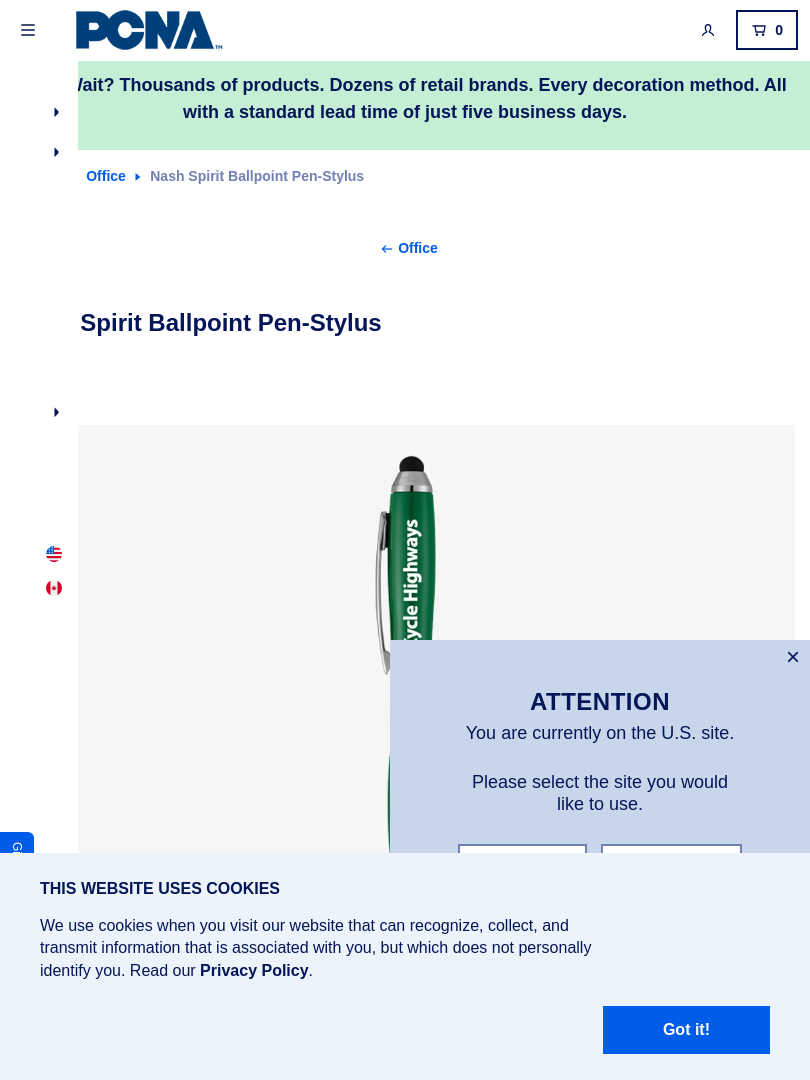 PCNA™
0
Wait? Thousands of products. Dozens of retail brands. Every decoration method. All
with a standard lead time of just five business days.
Office
Nash Spirit Ballpoint Pen-Stylus
Office
Spirit Ballpoint Pen-Stylus
Highways
ATTENTION
You are currently on the U.S. site.
Please select the site you would
like to use.
THIS WEBSITE USES COOKIES
We use cookies when you visit our website that can recognize, collect, and
transmit information that is associated with you, but which does not personally
identify you. Read our Privacy Policy.
Got it!